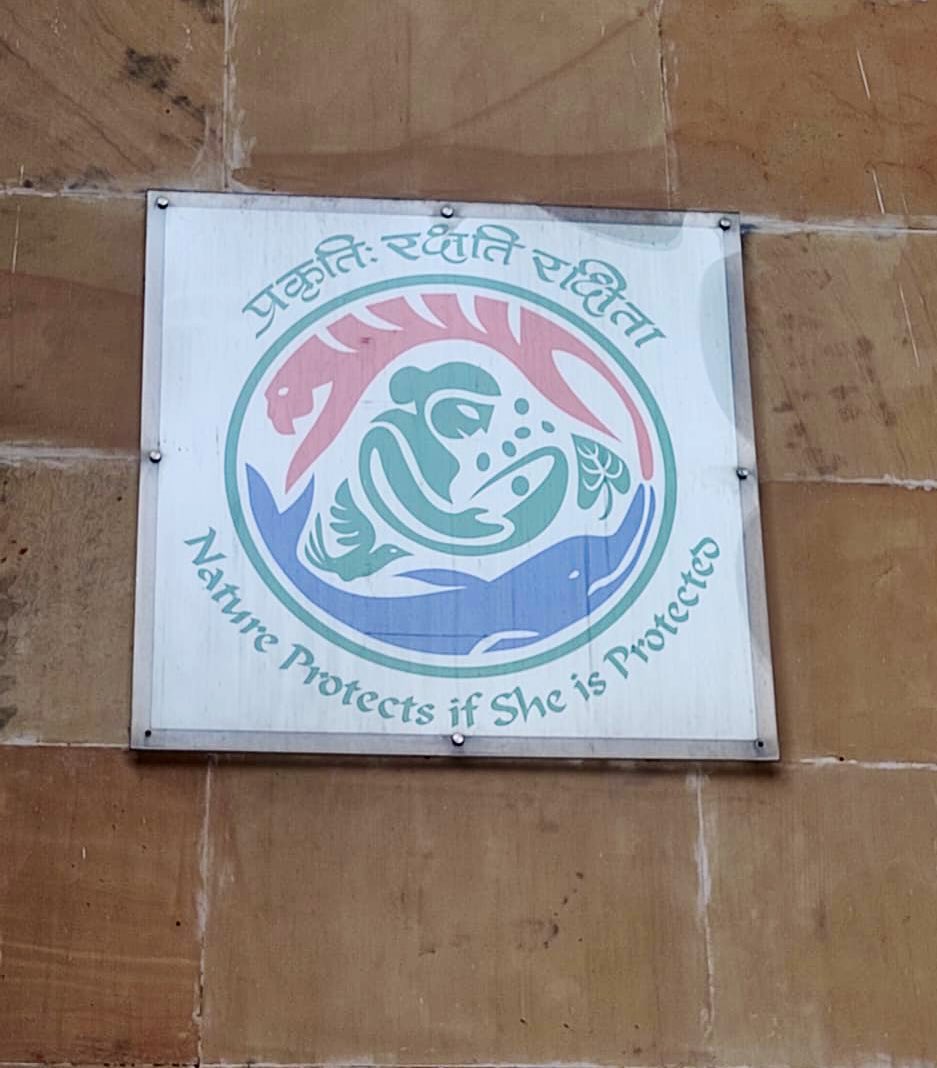 प्रकृतिः रक्षति रक्षिता
Nature Protects if She is Protected